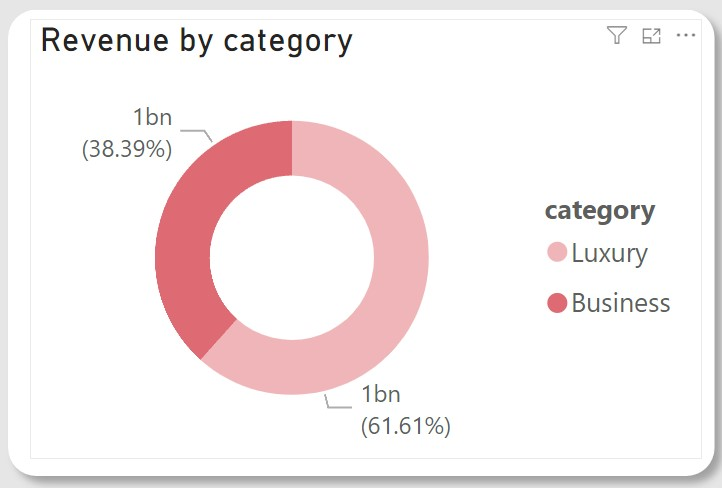 Revenue by category
1bn
(38.39%)
category
Luxury
Business
1bn
(61.61%)